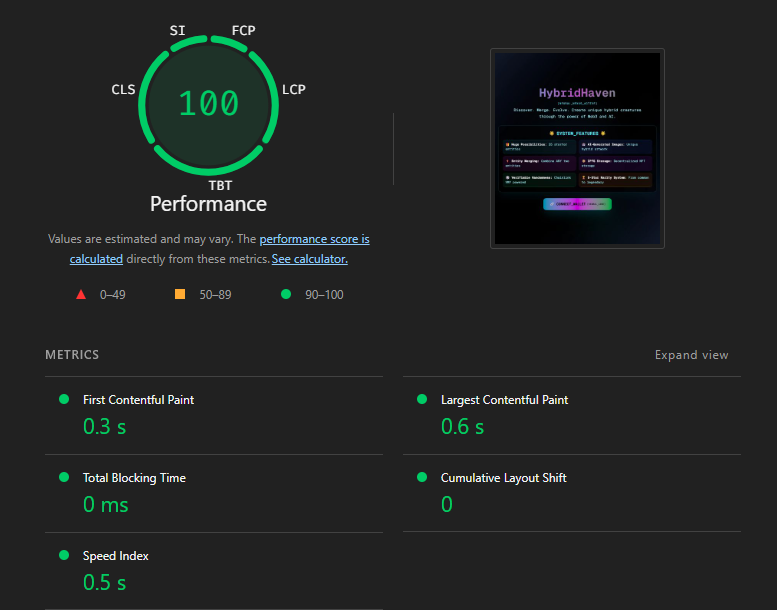 SI
FCP
CLS
LCP
100
TBT
Performance
Values are estimated and may vary. The performance score is
calculated directly from these metrics. See calculator.
0–49
50–89
90–100
HybridHaven
Discover. Merge. Evolve. Create unique hybrid creatures
through the power of Web3 and AI.
SYSTEM_FEATURES
METRICS
Expand view
First Contentful Paint
0.3 s
Largest Contentful Paint
0.6 s
Total Blocking Time
0 ms
Cumulative Layout Shift
0
Speed Index
0.5 s